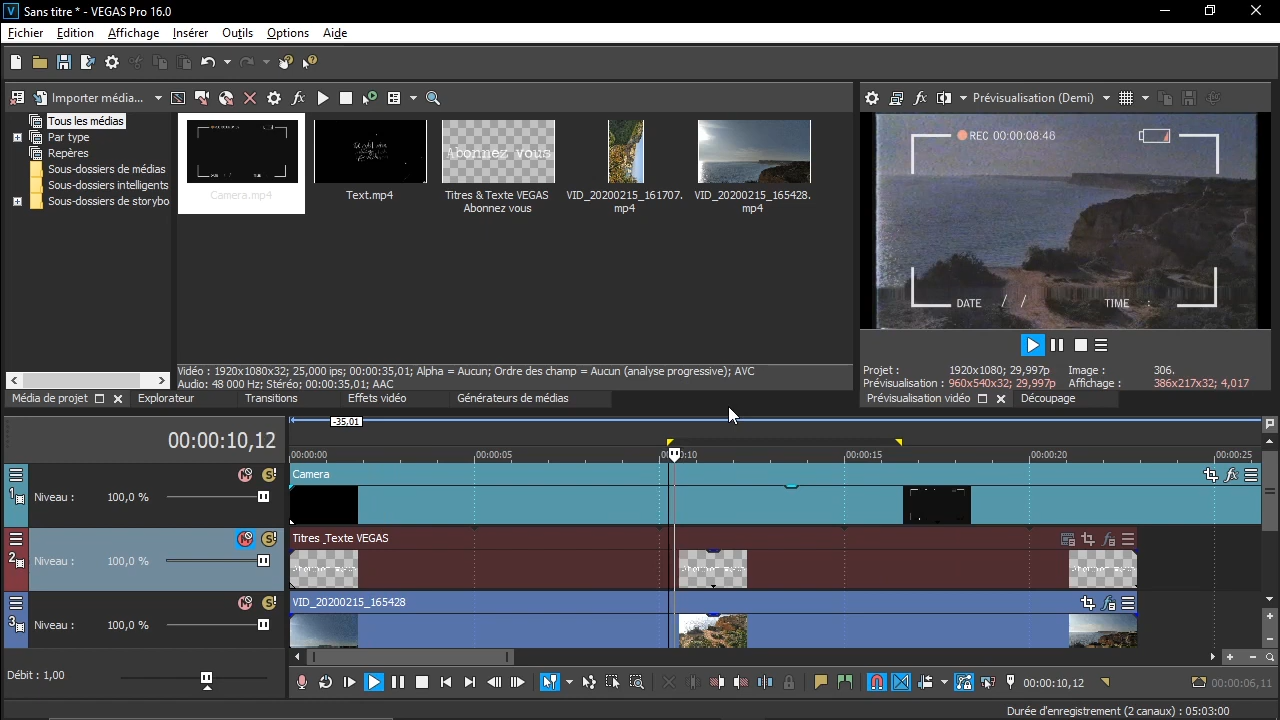 Sans titre * - VEGAS Pro 16.0
Fichier Edition Affichage Insérer Outils Options Aide
Importer média...
Prévisualisation (Demi)
Tous les médias
Par type
Repères
Sous-dossiers de médias
Sous-dossiers intelligents
Sous-dossiers de storybo
Abonnez vous
Camera.mp4
Text.mp4
Titres & Texte VEGAS
Abonnez vous
VID_20200215_161707.
mp4
VID_20200215_165428.
mp4
REC 00:00:08:48
DATE / / TIME :
Vidéo : 1920x1080x32; 25,000 ips; 00:00:35,01; Alpha = Aucun; Ordre des champ = Aucun (analyse progressive); AVC
Audio: 48 000 Hz; Stéréo; 00:00:35,01; AAC
Projet : 1920x1080x32; 29,997p Image : 306.
Prévisualisation : 960x540x32; 29,997p Affichage : 386x217x32; 4,017
Média de projet Explorateur Transitions Effets vidéo Générateurs de médias
Prévisualisation vidéo Découpage
-35,01
00:00:10,12
00:00:00 00:00:05 :10 00:00:15 00:00:20 00:00:25
1 Niveau : 100,0 % M S
Camera
2 Niveau : 100,0 % M S
Titres_Texte VEGAS
3 Niveau : 100,0 % M S
VID_20200215_165428
Débit : 1,00
00:00:10,12 00:00:06,11
Durée d'enregistrement (2 canaux) : 05:03:00